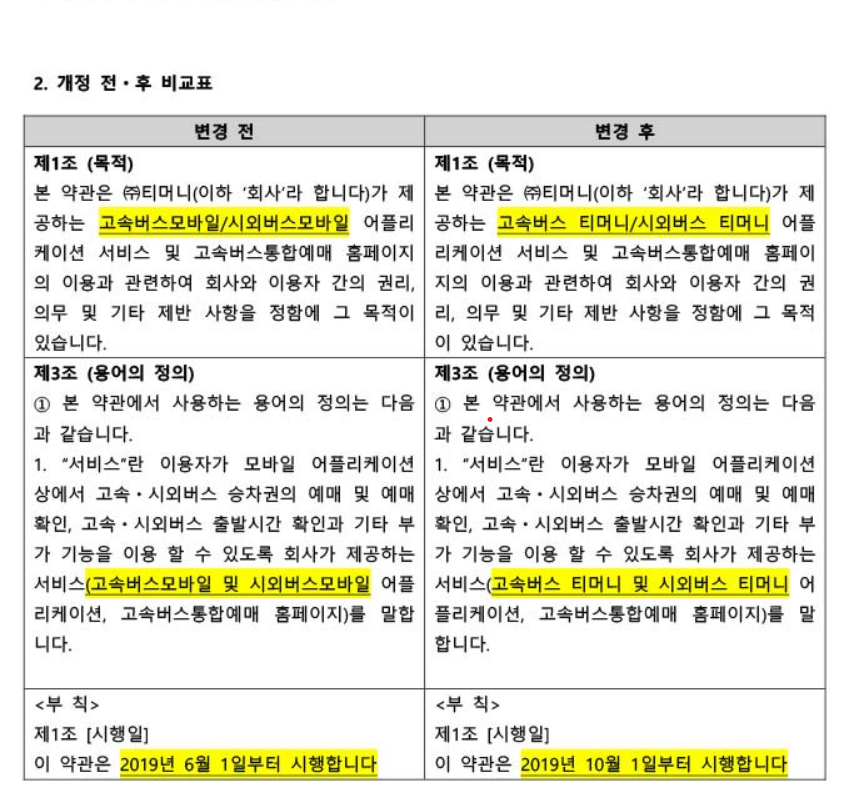 2. 개정 전・후 비교표
변경 전
변경 후
제1조 (목적)
본 약관은 ㈜티머니(이하 ‘회사’라 합니다)가 제
공하는 고속버스모바일/시외버스모바일 어플리
케이션 서비스 및 고속버스통합예매 홈페이지
의 이용과 관련하여 회사와 이용자 간의 권리,
의무 및 기타 제반 사항을 정함에 그 목적이
있습니다.
제1조 (목적)
본 약관은 ㈜티머니(이하 ‘회사’라 합니다)가 제
공하는 고속버스 티머니/시외버스 티머니 어플
리케이션 서비스 및 고속버스통합예매 홈페이
지의 이용과 관련하여 회사와 이용자 간의 권
리, 의무 및 기타 제반 사항을 정함에 그 목적
이 있습니다.
제3조 (용어의 정의)
① 본 약관에서 사용하는 용어의 정의는 다음
과 같습니다.
1. “서비스”란 이용자가 모바일 어플리케이션
상에서 고속・시외버스 승차권의 예매 및 예매
확인, 고속・시외버스 출발시간 확인과 기타 부
가 기능을 이용 할 수 있도록 회사가 제공하는
서비스(고속버스모바일 및 시외버스모바일 어플
리케이션, 고속버스통합예매 홈페이지)를 말합
니다.
제3조 (용어의 정의)
① 본 약관에서 사용하는 용어의 정의는 다음
과 같습니다.
1. “서비스”란 이용자가 모바일 어플리케이션
상에서 고속・시외버스 승차권의 예매 및 예매
확인, 고속・시외버스 출발시간 확인과 기타 부
가 기능을 이용 할 수 있도록 회사가 제공하는
서비스(고속버스 티머니 및 시외버스 티머니 어
플리케이션, 고속버스통합예매 홈페이지)를 말
합니다.
<부 칙>
제1조 [시행일]
이 약관은 2019년 6월 1일부터 시행합니다
<부 칙>
제1조 [시행일]
이 약관은 2019년 10월 1일부터 시행합니다